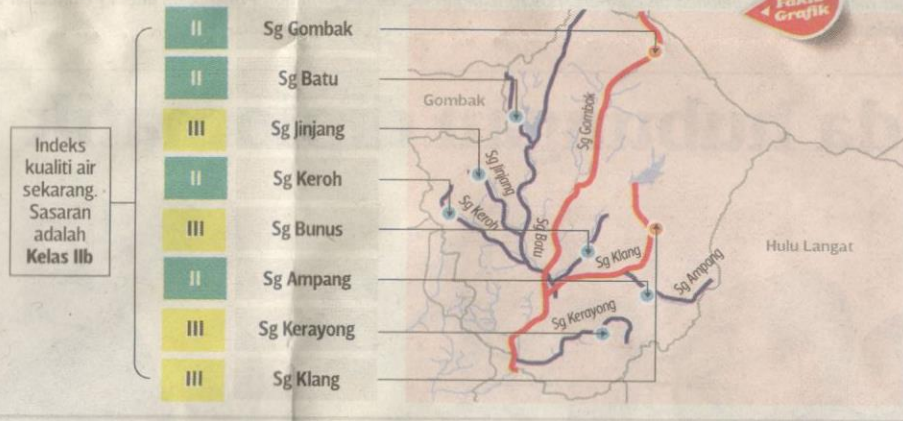 Fakta
Grafik
Indeks
kualiti air
sekarang.
Sasaran
adalah
Kelas IIb
II Sg Gombak
II Sg Batu
III Sg Jinjang
II Sg Keroh
III Sg Bunus
II Sg Ampang
III Sg Kerayong
III Sg Klang
Gombak
Sg Gombak
Sg Jinjang
Sg Keroh
Sg Batu
Sg Klang
Sg Ampang
Sg Kerayong
Hulu Langat